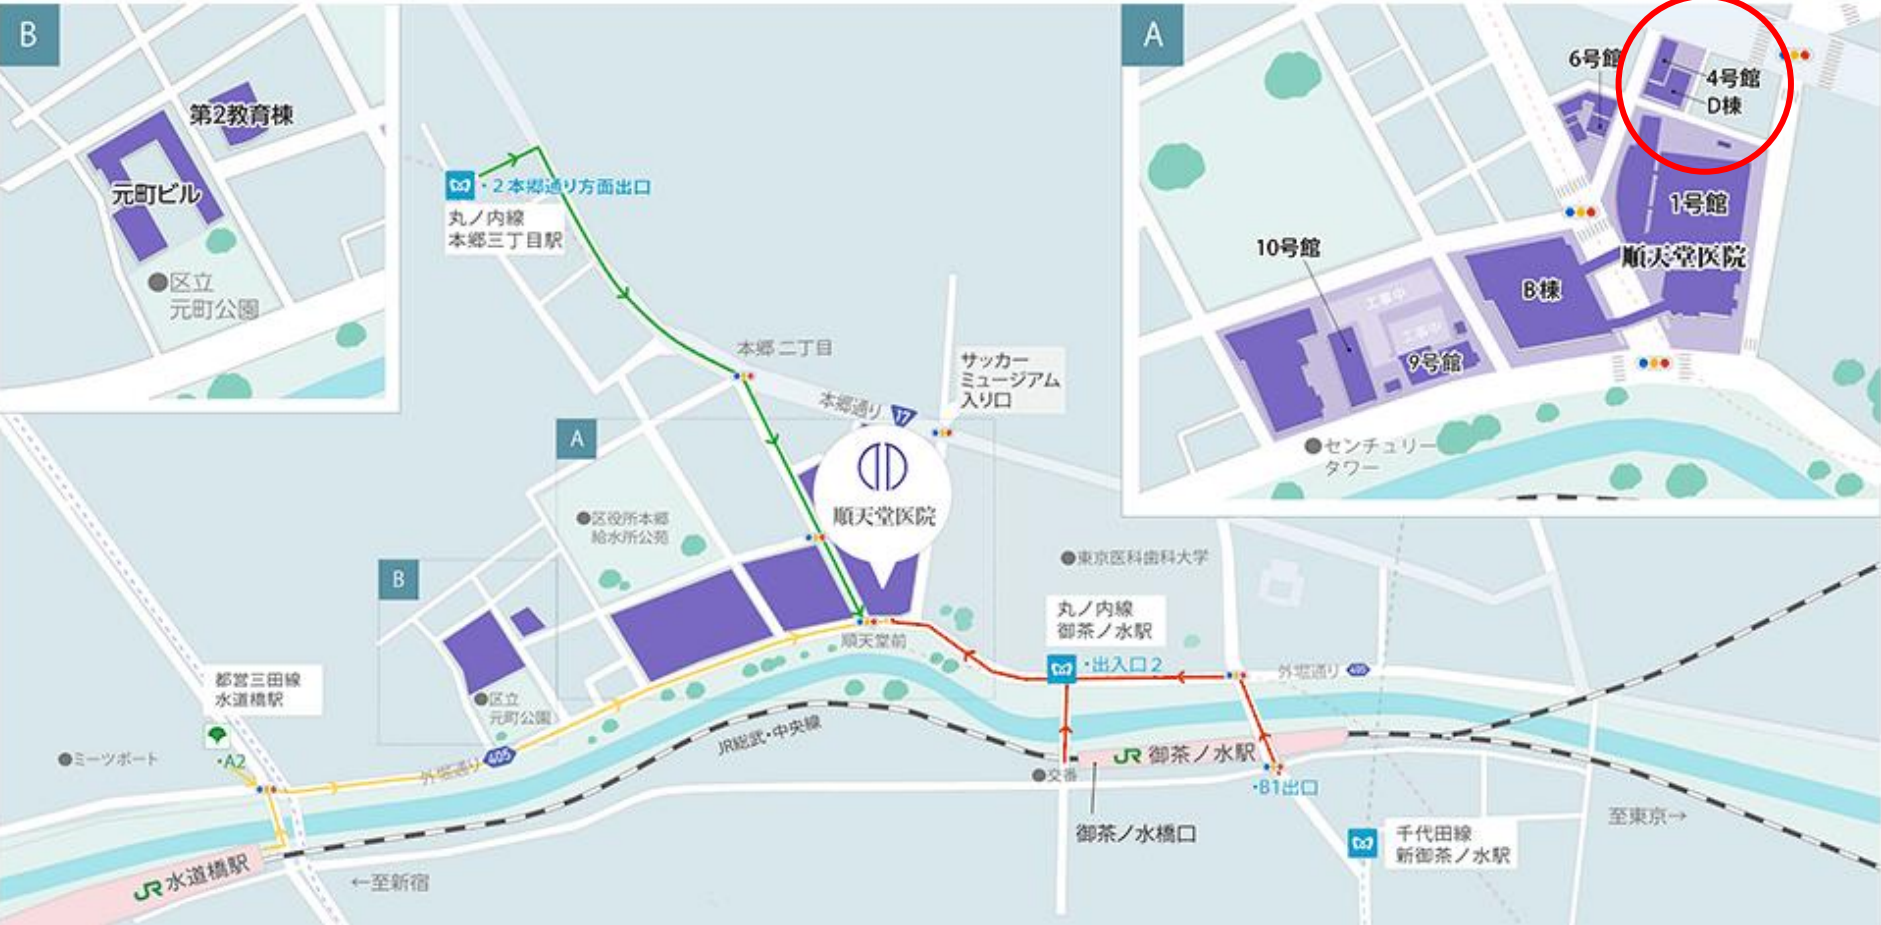 B
第2教育棟
元町ビル
●区立
元町公園
・2本郷通り方面出口
丸ノ内線
本郷三丁目駅
本郷二丁目
サッカー
ミュージアム
入り口
本郷通り
17
A
6号館
4号館
D棟
1号館
順天堂医院
10号館
B棟
工事中
工事中
9号館
●センチュリー
タワー
A
●区役所本郷
給水所公苑
順天堂医院
B
●東京医科歯科大学
丸ノ内線
御茶ノ水駅
・出入口2
順天堂前
外堀通り
405
都営三田線
水道橋駅
●区立
元町公園
・A2
●ミーツポート
外堀通り
405
JR総武・中央線
JR 御茶ノ水駅
●交番
・B1出口
御茶ノ水橋口
至東京→
千代田線
新御茶ノ水駅
JR 水道橋駅
←至新宿